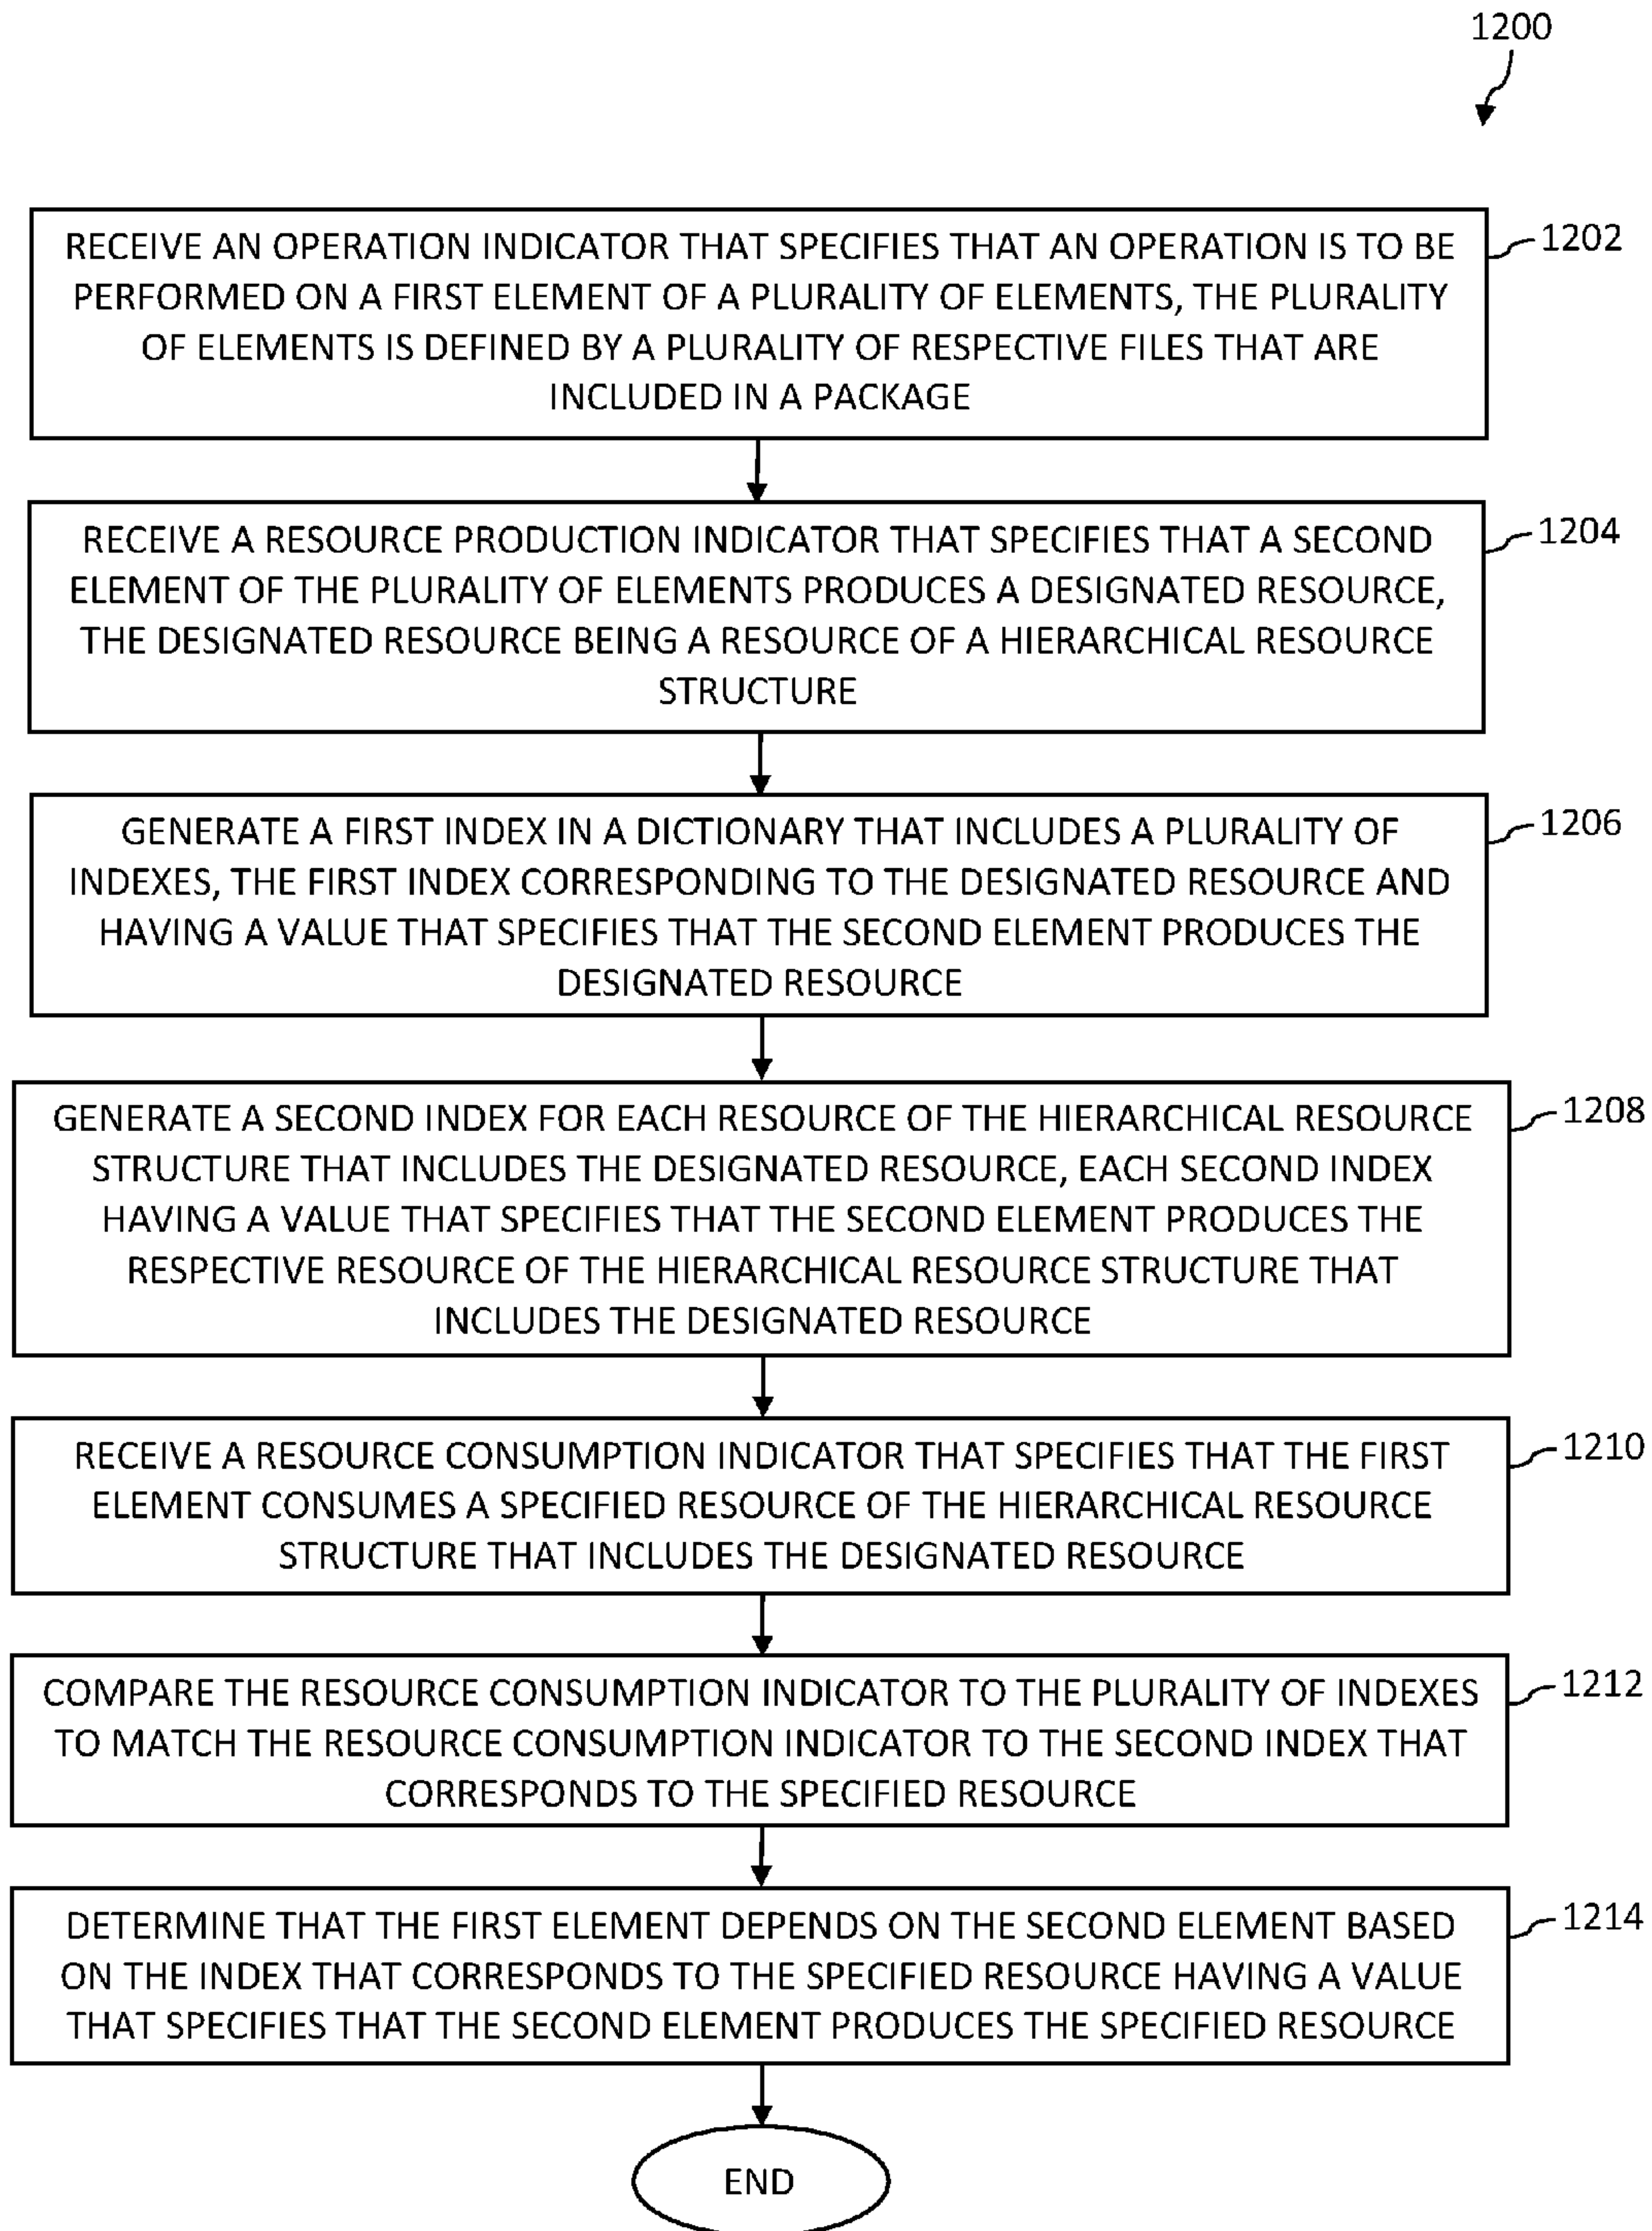 1200
RECEIVE AN OPERATION INDICATOR THAT SPECIFIES THAT AN OPERATION IS TO BE
PERFORMED ON A FIRST ELEMENT OF A PLURALITY OF ELEMENTS, THE PLURALITY
OF ELEMENTS IS DEFINED BY A PLURALITY OF RESPECTIVE FILES THAT ARE
INCLUDED IN A PACKAGE
1202
RECEIVE A RESOURCE PRODUCTION INDICATOR THAT SPECIFIES THAT A SECOND
ELEMENT OF THE PLURALITY OF ELEMENTS PRODUCES A DESIGNATED RESOURCE,
THE DESIGNATED RESOURCE BEING A RESOURCE OF A HIERARCHICAL RESOURCE
STRUCTURE
1204
GENERATE A FIRST INDEX IN A DICTIONARY THAT INCLUDES A PLURALITY OF
INDEXES, THE FIRST INDEX CORRESPONDING TO THE DESIGNATED RESOURCE AND
HAVING A VALUE THAT SPECIFIES THAT THE SECOND ELEMENT PRODUCES THE
DESIGNATED RESOURCE
1206
GENERATE A SECOND INDEX FOR EACH RESOURCE OF THE HIERARCHICAL RESOURCE
STRUCTURE THAT INCLUDES THE DESIGNATED RESOURCE, EACH SECOND INDEX
HAVING A VALUE THAT SPECIFIES THAT THE SECOND ELEMENT PRODUCES THE
RESPECTIVE RESOURCE OF THE HIERARCHICAL RESOURCE STRUCTURE THAT
INCLUDES THE DESIGNATED RESOURCE
1208
RECEIVE A RESOURCE CONSUMPTION INDICATOR THAT SPECIFIES THAT THE FIRST
ELEMENT CONSUMES A SPECIFIED RESOURCE OF THE HIERARCHICAL RESOURCE
STRUCTURE THAT INCLUDES THE DESIGNATED RESOURCE
1210
COMPARE THE RESOURCE CONSUMPTION INDICATOR TO THE PLURALITY OF INDEXES
TO MATCH THE RESOURCE CONSUMPTION INDICATOR TO THE SECOND INDEX THAT
CORRESPONDS TO THE SPECIFIED RESOURCE
1212
DETERMINE THAT THE FIRST ELEMENT DEPENDS ON THE SECOND ELEMENT BASED
ON THE INDEX THAT CORRESPONDS TO THE SPECIFIED RESOURCE HAVING A VALUE
THAT SPECIFIES THAT THE SECOND ELEMENT PRODUCES THE SPECIFIED RESOURCE
1214
END